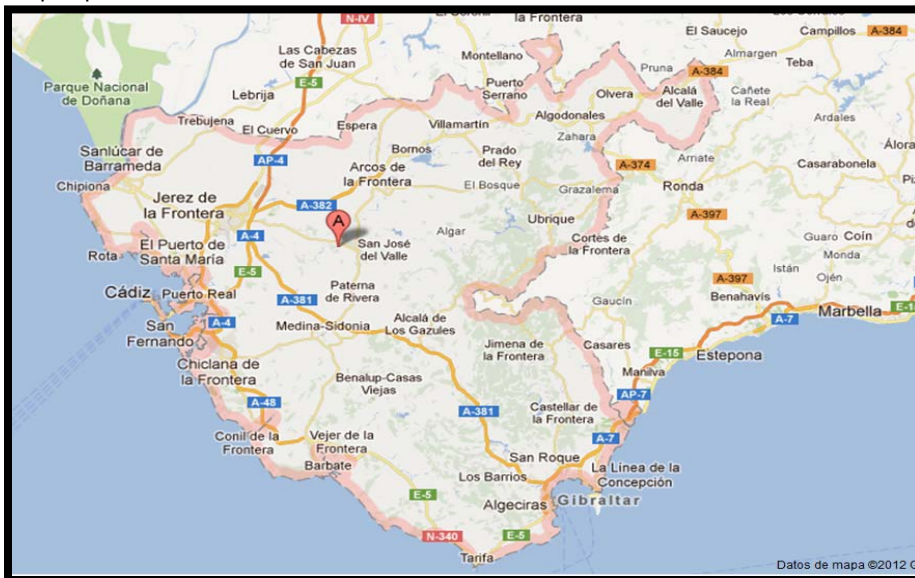 N-IV
la Frontera
El Saucejo
Campillos
A-384
Las Cabezas
de San Juan
Montellano
Pruna
A-384
Almargen
Teba
Parque Nacional
de Doñana
E-5
Puerto
Serrano
Olvera
Alcalá
del Valle
Cañete
la Real
Lebrija
Trebujena
El Cuervo
Espera
Villamartín
Algodonales
Ardales
Zahara
Sanlúcar de
Barrameda
AP-4
Bornos
Prado
del Rey
Arriate
Álora
Chipiona
Arcos de
la Frontera
A-374
Casarabonela
Jerez de
la Frontera
A-382
El Bosque
Grazalema
Ronda
A
A-397
Ubrique
A-4
San José
del Valle
Algar
Cortes de
la Frontera
Guaro
Coín
Rota
El Puerto de
Santa María
Monda
E-5
Paterna
de Rivera
A-397
Istán
Ojén
Cádiz
Puerto Real
A-381
Gaucín
Benahavís
Marbella
San
Fernando
A-4
Medina-Sidonia
Alcalá de
Los Gazules
A-7
Jimena de
la Frontera
Casares
E-15
Estepona
Chiclana de
la Frontera
Manilva
Benalup-Casas
Viejas
AP-7
A-48
A-381
Castellar de
la Frontera
Conil de la
Frontera
Vejer de la
Frontera
A-7
San Roque
Barbate
Los Barrios
La Línea de la
Concepción
E-5
Algeciras
Gibraltar
N-340
E-5
Tarifa
Datos de mapa ©2012